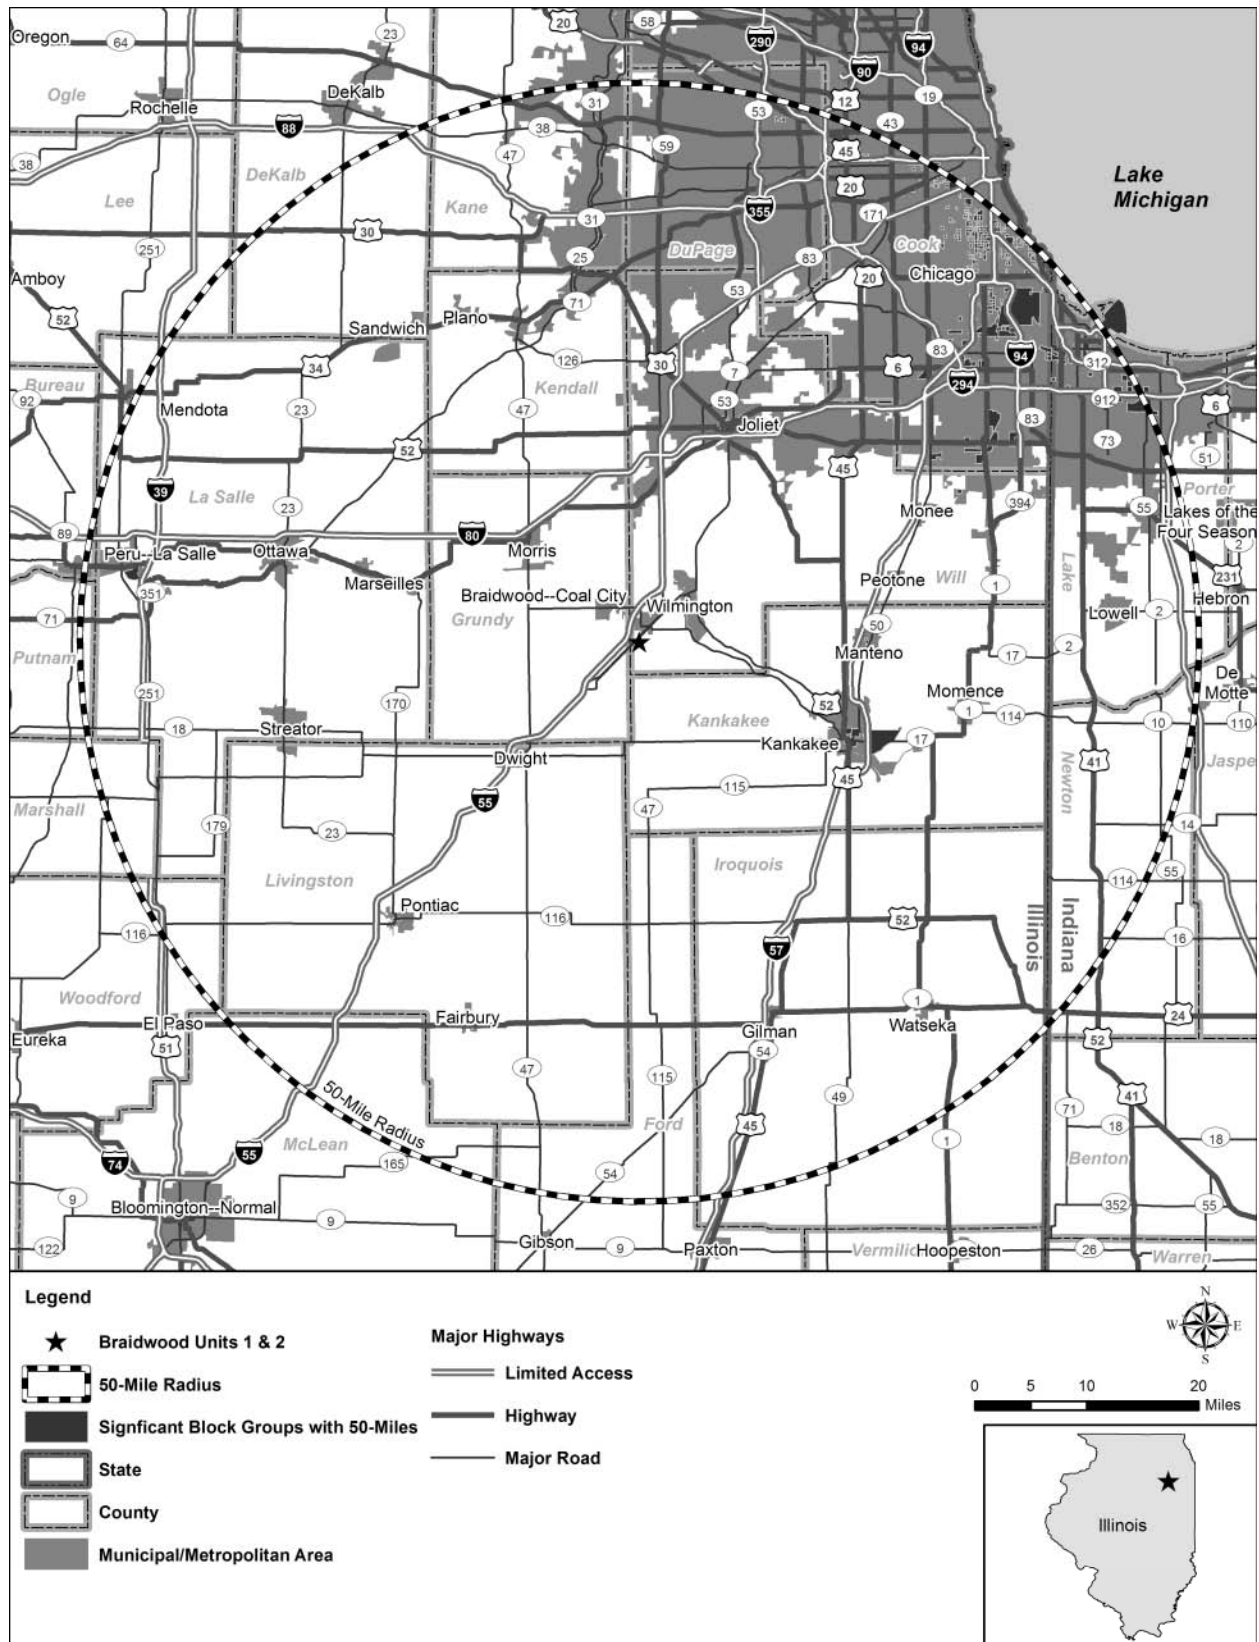 20
58
290
94
Oregon
64
23
90
Ogle
Rochelle
DeKalb
31
53
12
19
88
38
43
59
45
38
47
DeKalb
Lake
Michigan
Lee
Kane
20
355
31
171
30
251
DuPage
Cook
25
83
Amboy
20
Chicago
53
71
52
Sandwich
Plano
126
30
34
83
94
312
6
7
294
Bureau
92
Kendall
Mendota
23
47
53
912
6
83
Joliet
73
52
45
51
39
La Salle
Porter
23
394
Monee
55
Lakes of the
Four Season
89
80
Peru--La Salle
Ottawa
Morris
2
Marseilles
Peotone
Will
Lake
231
351
1
Hebron
Braidwood--Coal City
Wilmington
71
Grundy
50
Lowell
2
Putnam
Manteno
17
2
De
Motte
251
170
Momence
52
18
Streator
Kankakee
1
114
10
110
Kankakee
17
Dwight
41
Jaspe
45
Newton
115
Marshall
55
47
179
23
14
Iroquois
55
Livingston
114
Pontiac
116
52
116
Illinois
Indiana
16
57
Woodford
1
El Paso
Fairbury
Gilman
Watseka
24
Eureka
51
52
54
47
115
49
41
50-Mile Radius
71
Ford
45
18
18
McLean
1
74
55
165
54
Benton
9
352
55
Bloomington--Normal
9
122
Gibson
9
Paxton
Vermilio
Hoopeston
26
Warren
Legend
Braidwood Units 1 & 2
50-Mile Radius
Signficant Block Groups with 50-Miles
State
County
Municipal/Metropolitan Area
Major Highways
Limited Access
Highway
Major Road
N
W
E
S
0
5
10
20
Miles
Illinois